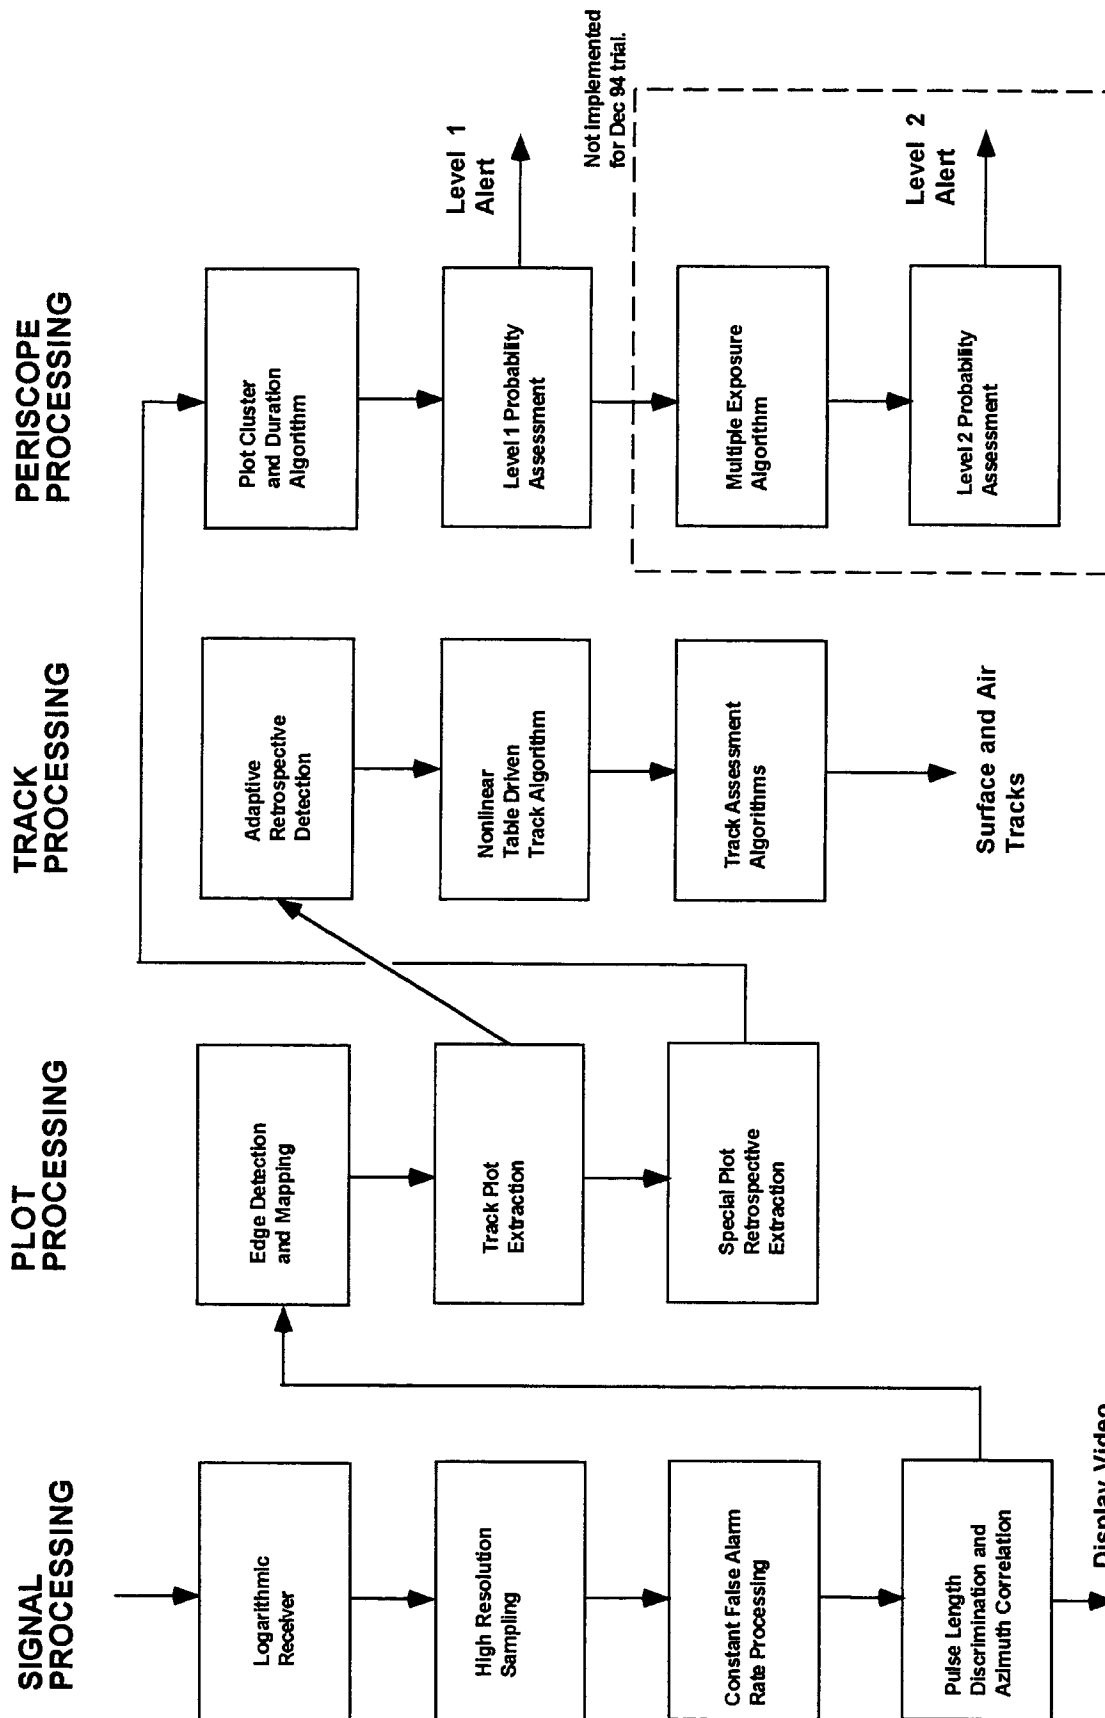 SIGNAL
PROCESSING
Logarithmic
Receiver
High Resolution
Sampling
Constant False Alarm
Rate Processing
Pulse Length
Discrimination and
Azimuth Correlation
Display Video
PLOT
PROCESSING
Edge Detection
and Mapping
Track Plot
Extraction
Special Plot
Retrospective
Extraction
TRACK
PROCESSING
Adaptive
Retrospective
Detection
Nonlinear
Table Driven
Track Algorithm
Track Assessment
Algorithms
Surface and Air
Tracks
PERISCOPE
PROCESSING
Plot Cluster
and Duration
Algorithm
Level 1 Probability
Assessment
Level 1
Alert
Not implemented
for Dec 94 trial.
Multiple Exposure
Algorithm
Level 2 Probability
Assessment
Level 2
Alert